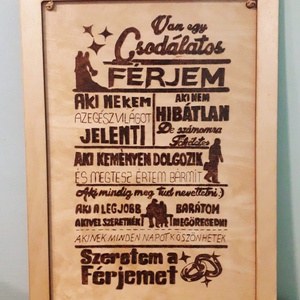 Van egy
Csodálatos
FÉRJEM
AKI NEKEM
AZ EGÉSZ VILÁGOT
JELENTI
AKI NEM
HIBÁTLAN
De számomra
Tökéletes
AKI KEMÉNYEN DOLGOZIK
ÉS MEGTESZ ÉRTEM BÁRMIT
Aki mindig meg tud nevettetni:)
AKI A LEGJOBB BARÁTOM
AKIVEL SZERETNÉK MEGÖREGEDNI
AKINEK MINDEN NAPOT KÖSZÖNHETEK
Szeretem a
Férjemet